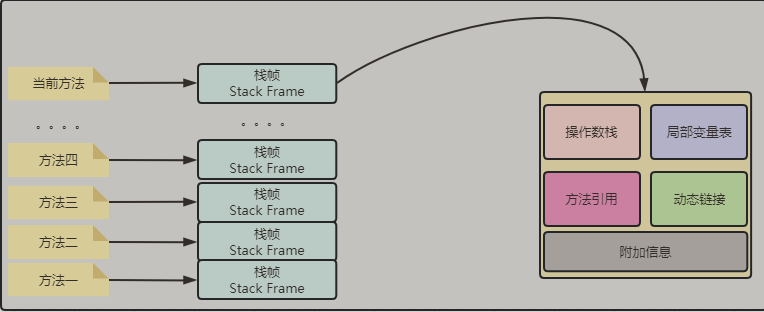 当前方法
栈帧
Stack Frame
。。。。
。。。。
方法四
栈帧
Stack Frame
方法三
栈帧
Stack Frame
方法二
栈帧
Stack Frame
方法一
栈帧
Stack Frame
操作数栈
局部变量表
方法引用
动态链接
附加信息